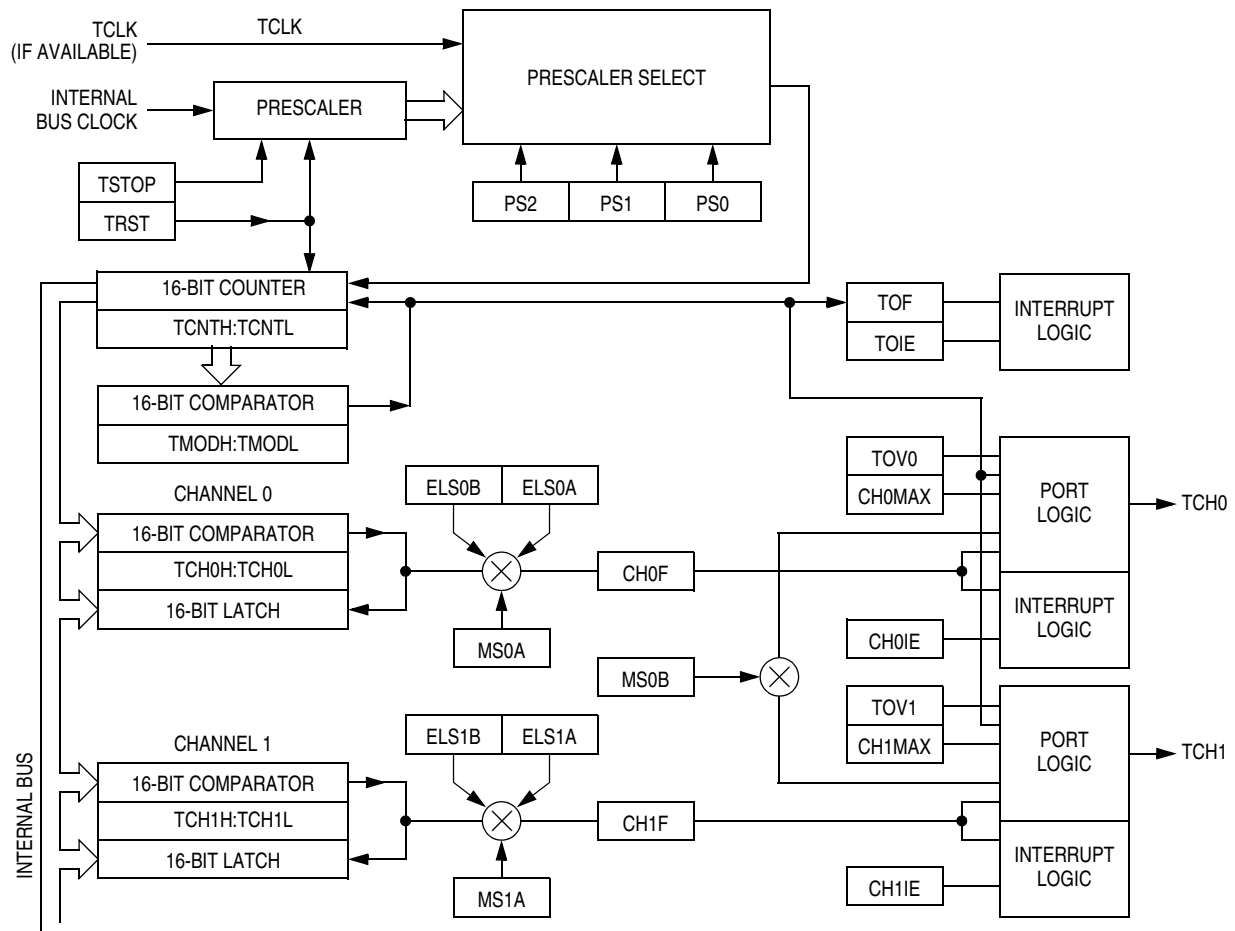 TCLK
(IF AVAILABLE)
TCLK
PRESCALER SELECT
INTERNAL
BUS CLOCK
PRESCALER
TSTOP
TRST
PS2
PS1
PS0
16-BIT COUNTER
TCNTH:TCNTL
TOF
TOIE
INTERRUPT
LOGIC
16-BIT COMPARATOR
TMODH:TMODL
CHANNEL 0
ELS0B
ELS0A
TOV0
CH0MAX
PORT
LOGIC
TCH0
16-BIT COMPARATOR
TCH0H:TCH0L
16-BIT LATCH
CH0F
MS0A
INTERRUPT
LOGIC
CH0IE
MS0B
CHANNEL 1
ELS1B
ELS1A
TOV1
CH1MAX
PORT
LOGIC
TCH1
16-BIT COMPARATOR
TCH1H:TCH1L
16-BIT LATCH
CH1F
MS1A
INTERRUPT
LOGIC
CH1IE
INTERNAL BUS